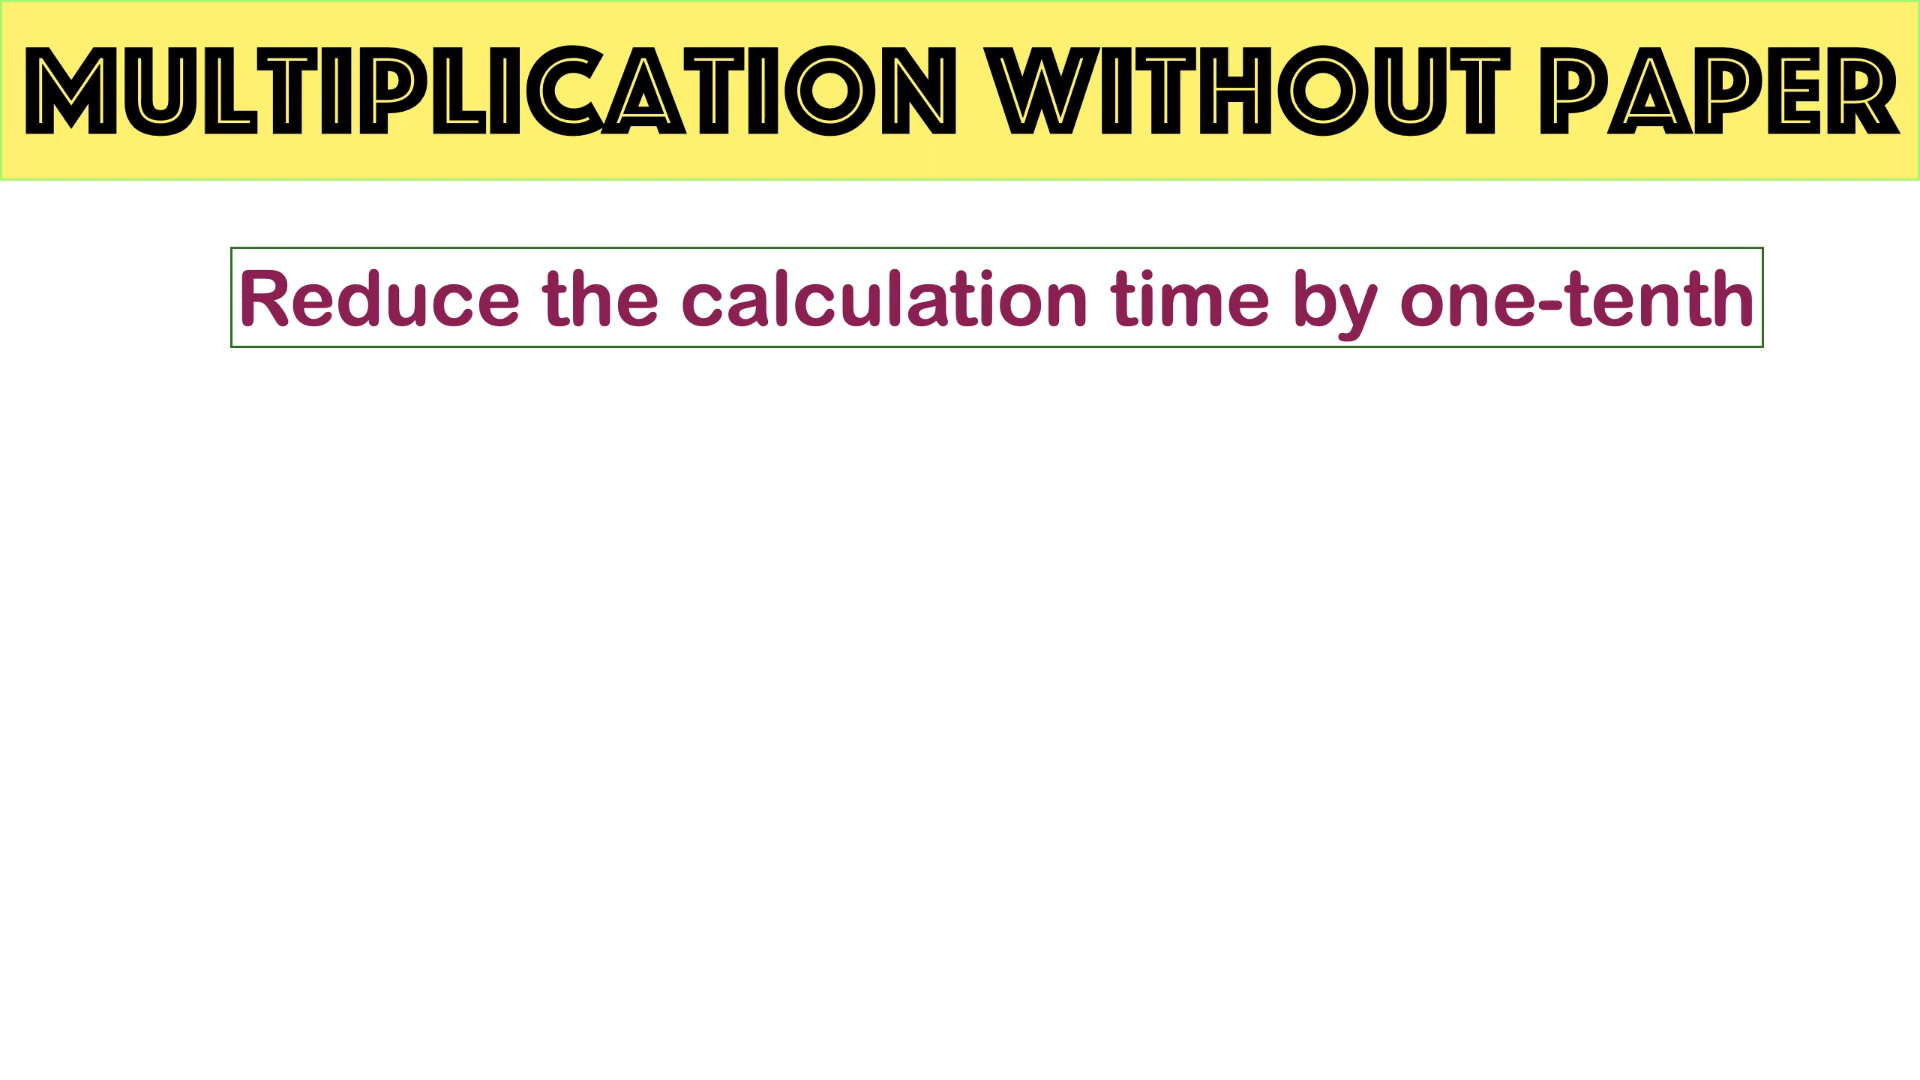 MULTIPLICATION WITHOUT PAPER
Reduce the calculation time by one-tenth